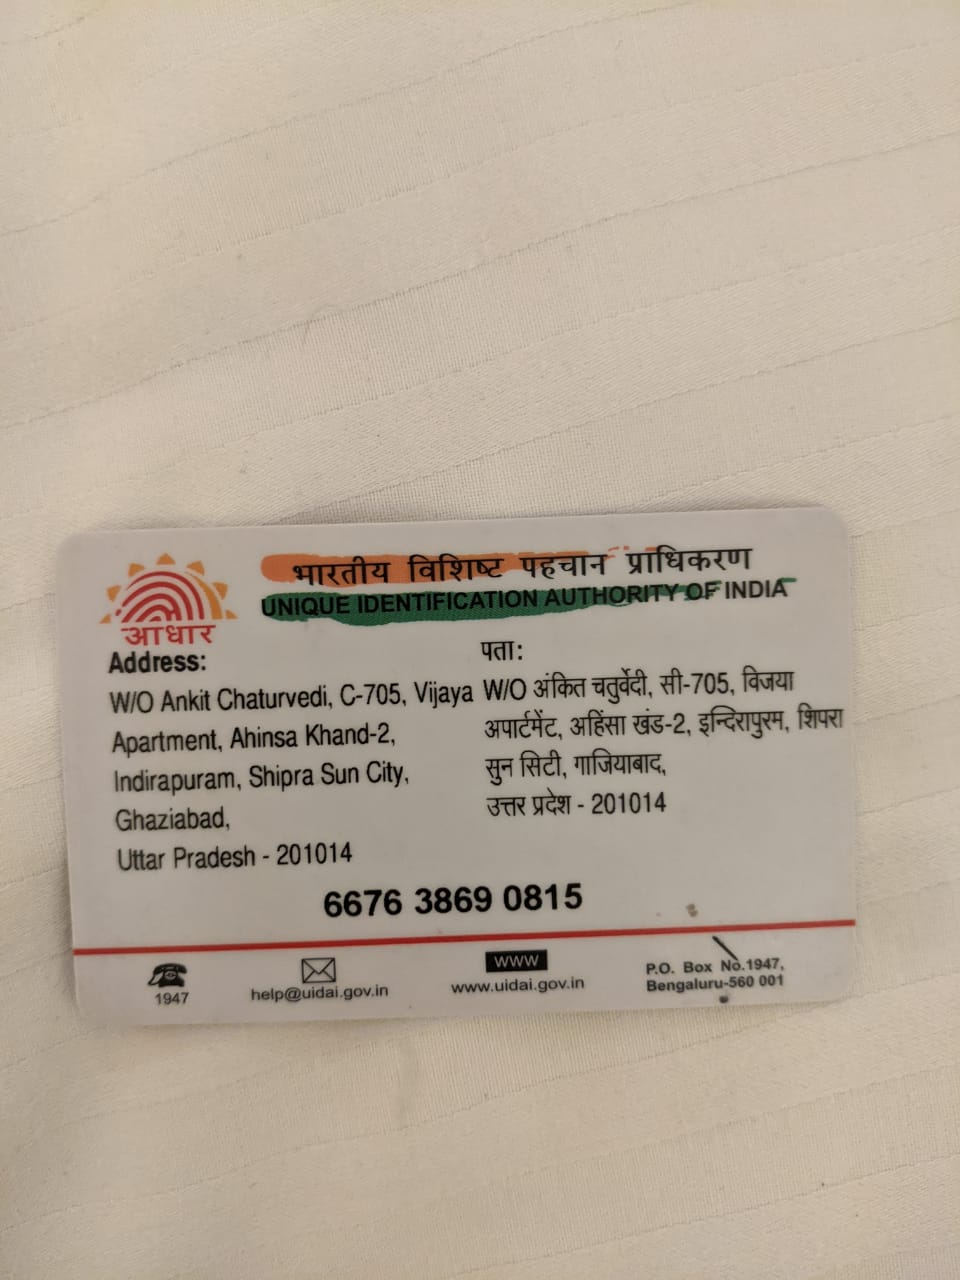 भारतीय विशिष्ट पहचान प्राधिकरण
UNIQUE IDENTIFICATION AUTHORITY OF INDIA
आधार
Address:
W/O Ankit Chaturvedi, C-705, Vijaya
Apartment, Ahinsa Khand-2,
Indirapuram, Shipra Sun City,
Ghaziabad,
Uttar Pradesh - 201014
पता:
W/O अंकित चतुर्वेदी, सी-705, विजया
अपार्टमेंट, अहिंसा खंड-2, इन्दिरापुरम, शिपरा
सुन सिटी, गाजियाबाद,
उत्तर प्रदेश - 201014
6676 3869 0815
1947
help@uidai.gov.in
WWW
www.uidai.gov.in
P.O. Box No.1947,
Bengaluru-560 001